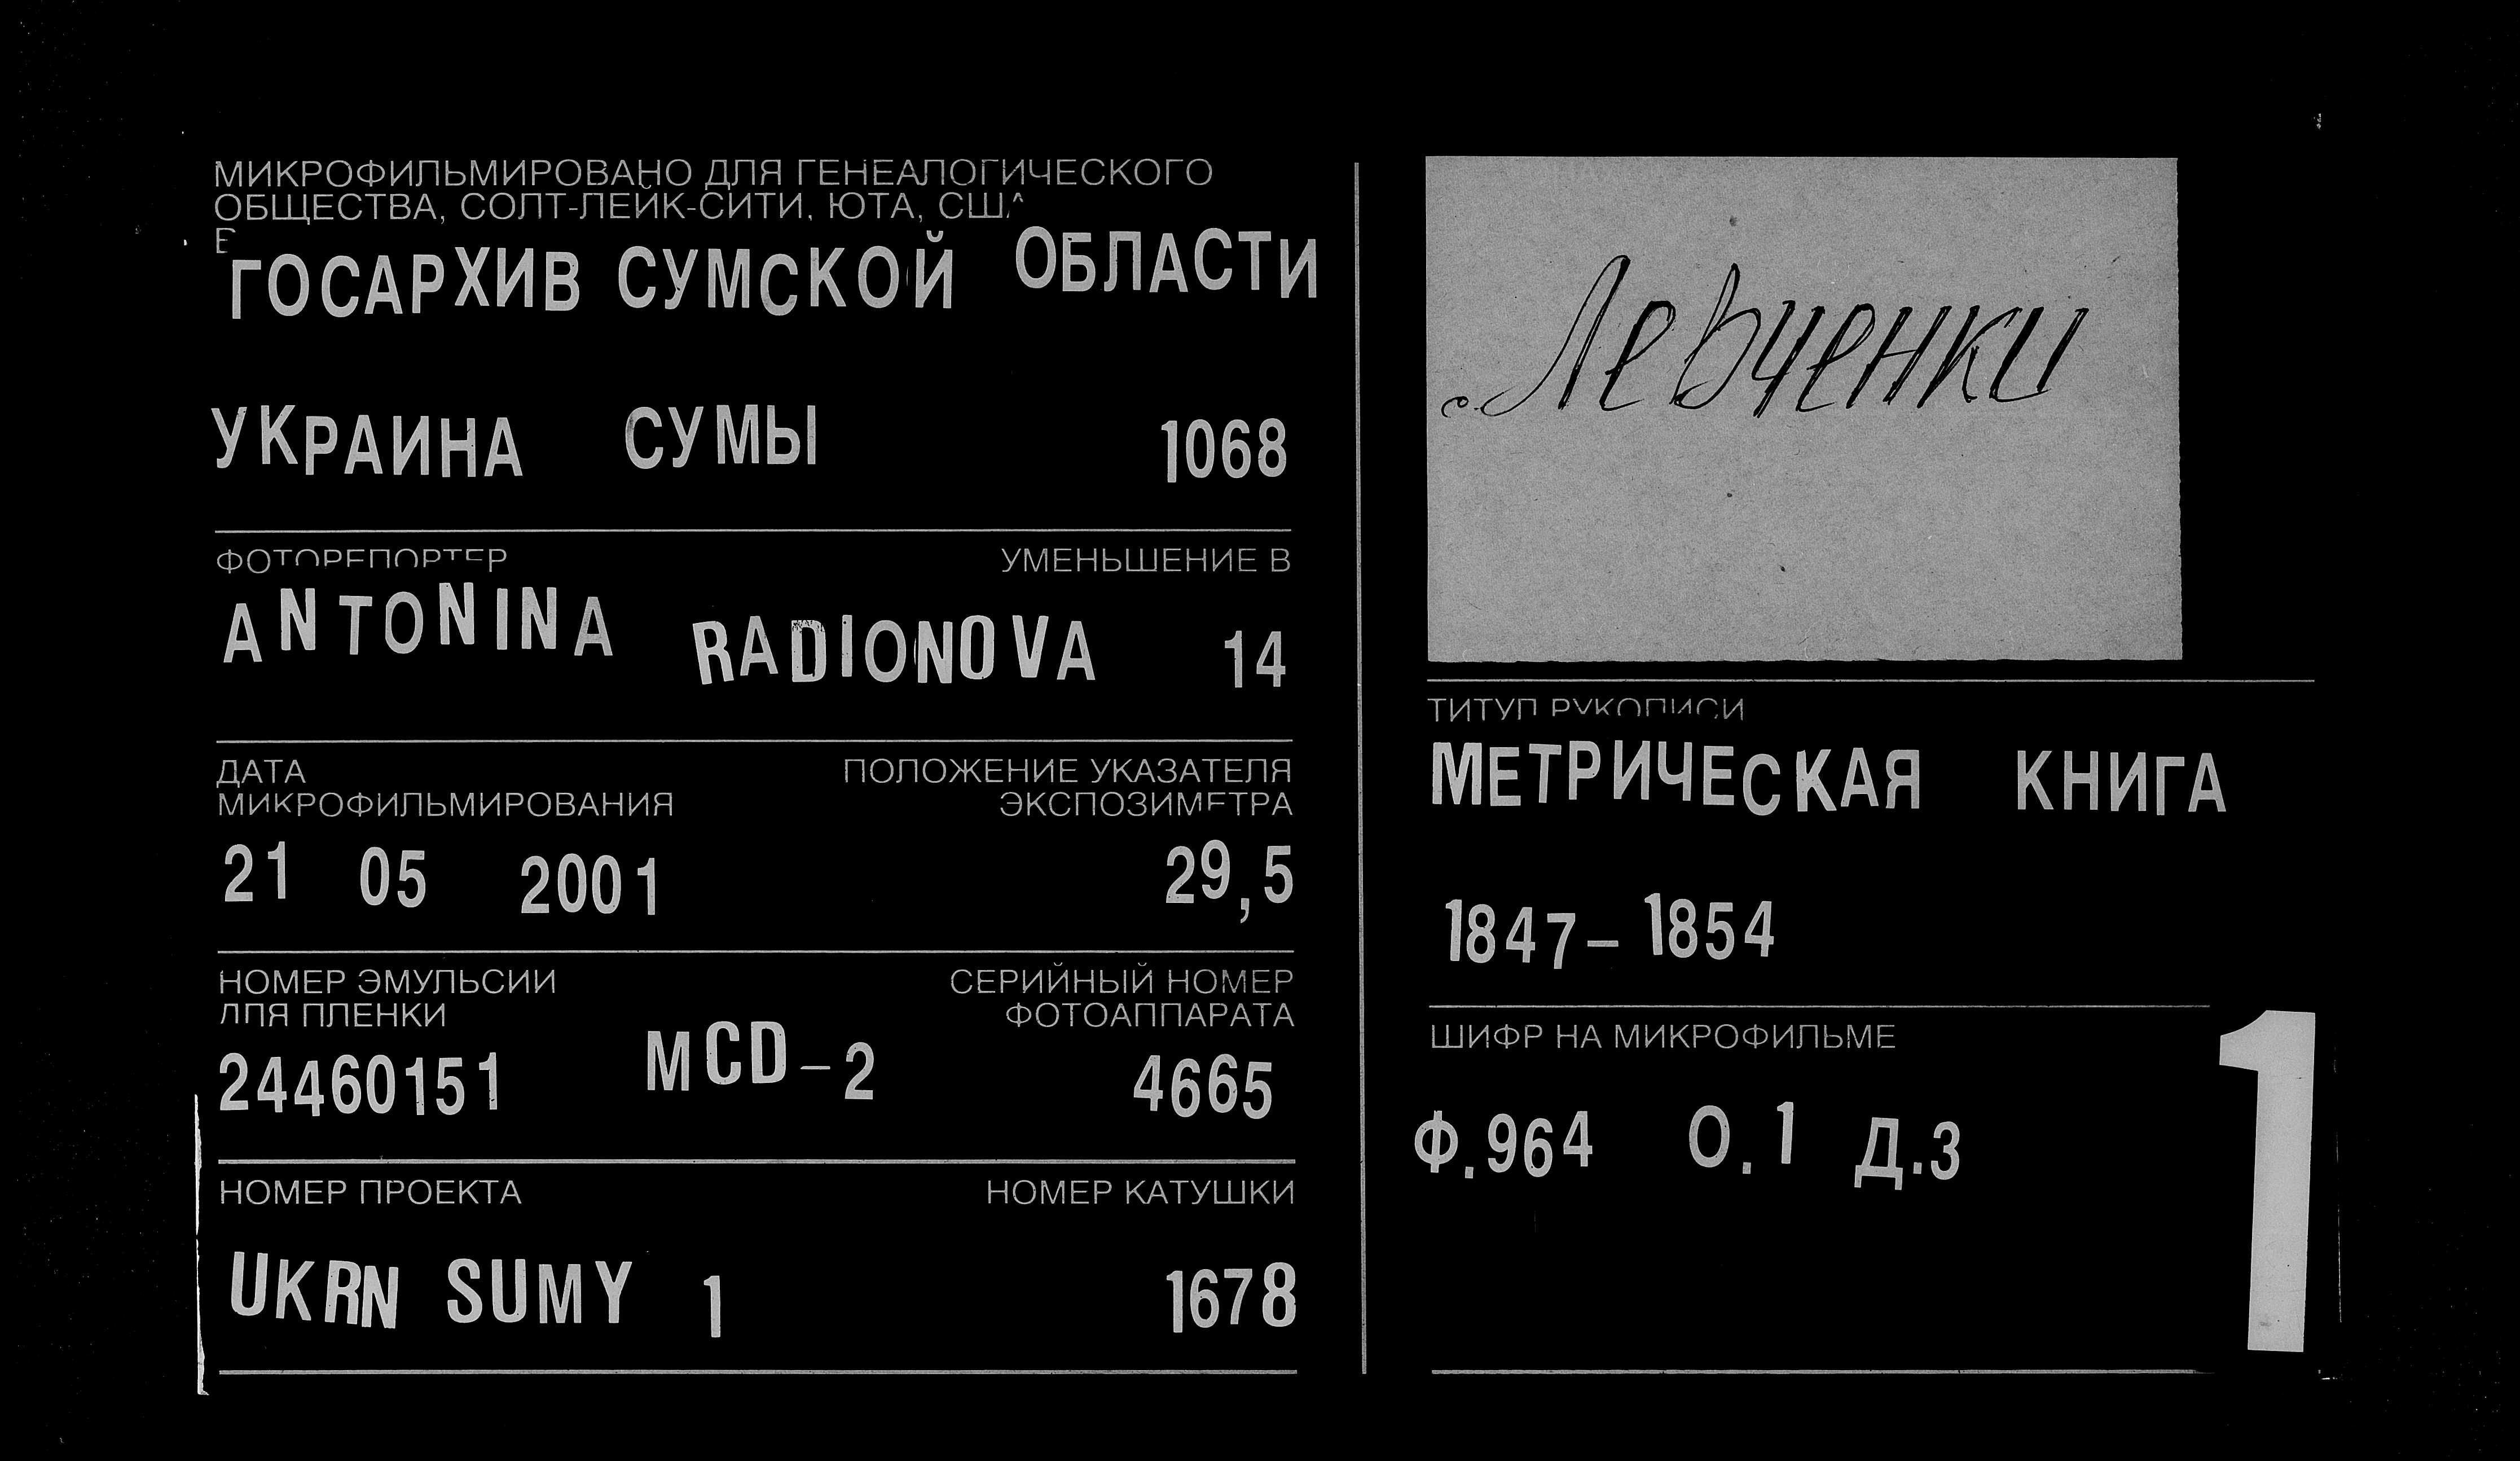 МИКРОФИЛЬМИРОВАНО ДЛЯ ГЕНЕАЛОГИЧЕСКОГО
ОБЩЕСТВА, СОЛТ-ЛЕЙК-СИТИ, ЮТА, США
В
ГОСАРХИВ СУМСКОЙ ОБЛАСТИ
УКРАИНА СУМЫ 1068
ФОТОРЕПОРТЕР УМЕНЬШЕНИЕ В
ANTONINA RADIONOVA 14
ДАТА ПОЛОЖЕНИЕ УКАЗАТЕЛЯ
МИКРОФИЛЬМИРОВАНИЯ ЭКСПОЗИМЕТРА
21 05 2001 29,5
НОМЕР ЭМУЛЬСИИ СЕРИЙНЫЙ НОМЕР
ДЛЯ ПЛЕНКИ ФОТОАППАРАТА
24460151 MCD-2 4665
НОМЕР ПРОЕКТА НОМЕР КАТУШКИ
UKRN SUMY 1 1678
с. Левченки
ТИТУЛ РУКОПИСИ
МЕТРИЧЕСКАЯ КНИГА
1847-1854
ШИФР НА МИКРОФИЛЬМЕ
Ф.964 О.1 Д.3
1